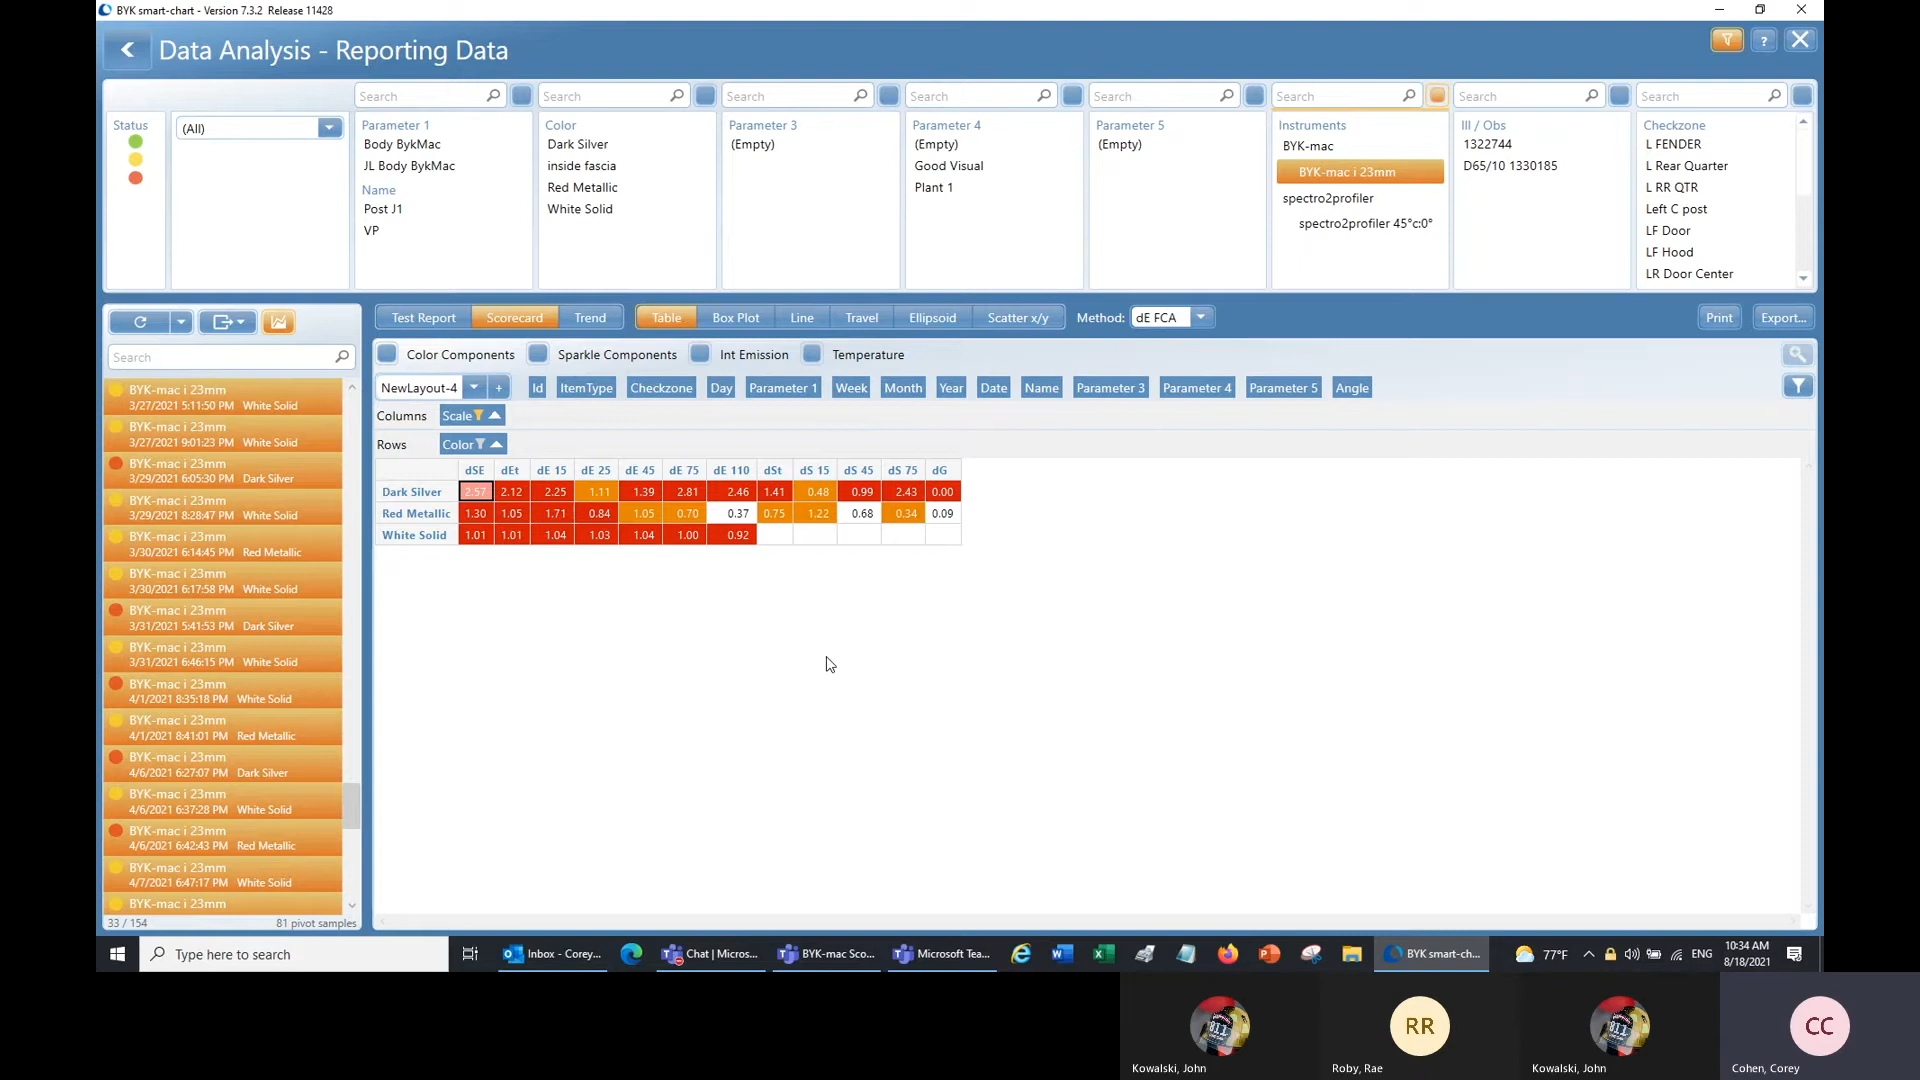 BYK smart-chart - Version 7.3.2 Release 11428
Data Analysis - Reporting Data
?
Search Search Search Search Search Search Search Search
Status
(All)
Parameter 1
Body BykMac
JL Body BykMac
Name
Post J1
VP
Color
Dark Silver
inside fascia
Red Metallic
White Solid
Parameter 3
(Empty)
Parameter 4
(Empty)
Good Visual
Plant 1
Parameter 5
(Empty)
Instruments
BYK-mac
BYK-mac i 23mm
spectro2profiler
spectro2profiler 45°c:0°
Ill / Obs
1322744
D65/10 1330185
Checkzone
L FENDER
L Rear Quarter
L RR QTR
Left C post
LF Door
LF Hood
LR Door Center
Test Report Scorecard Trend Table Box Plot Line Travel Ellipsoid Scatter x/y Method: dE FCA Print Export...
Search
BYK-mac i 23mm
3/27/2021 5:11:50 PM White Solid
BYK-mac i 23mm
3/27/2021 9:01:23 PM White Solid
BYK-mac i 23mm
3/29/2021 6:05:30 PM Dark Silver
BYK-mac i 23mm
3/29/2021 8:28:47 PM White Solid
BYK-mac i 23mm
3/30/2021 6:14:45 PM Red Metallic
BYK-mac i 23mm
3/30/2021 6:17:58 PM White Solid
BYK-mac i 23mm
3/31/2021 5:41:53 PM Dark Silver
BYK-mac i 23mm
3/31/2021 6:46:15 PM White Solid
BYK-mac i 23mm
4/1/2021 8:35:18 PM White Solid
BYK-mac i 23mm
4/1/2021 8:41:01 PM Red Metallic
BYK-mac i 23mm
4/6/2021 6:27:07 PM Dark Silver
BYK-mac i 23mm
4/6/2021 6:37:28 PM White Solid
BYK-mac i 23mm
4/6/2021 6:42:43 PM Red Metallic
BYK-mac i 23mm
4/7/2021 6:47:17 PM White Solid
BYK-mac i 23mm
33 / 154 81 pivot samples
Color Components Sparkle Components Int Emission Temperature
NewLayout-4 + Id ItemType Checkzone Day Parameter 1 Week Month Year Date Name Parameter 3 Parameter 4 Parameter 5 Angle
Columns Scale
Rows Color
dSE dEt dE 15 dE 25 dE 45 dE 75 dE 110 dSt dS 15 dS 45 dS 75 dG
Dark Silver 2.57 2.12 2.25 1.11 1.39 2.81 2.46 1.41 0.48 0.99 2.43 0.00
Red Metallic 1.30 1.05 1.71 0.84 1.05 0.70 0.37 0.75 1.22 0.68 0.34 0.09
White Solid 1.01 1.01 1.04 1.03 1.04 1.00 0.92
Type here to search Inbox - Corey... Chat | Micros... BYK-mac Sco... Microsoft Tea... BYK smart-ch... 77°F ENG 10:34 AM
8/18/2021
RR CC
Kowalski, John Roby, Rae Kowalski, John Cohen, Corey